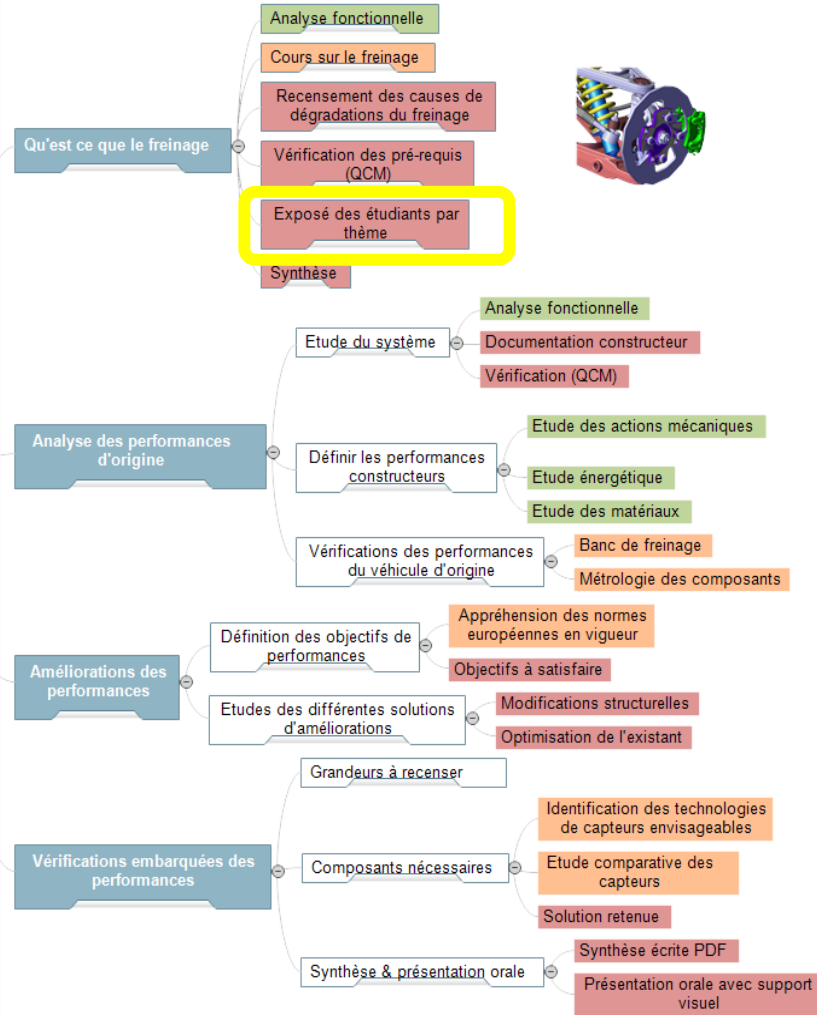 Analyse fonctionnelle
Cours sur le freinage
Recensement des causes de
dégradations du freinage
Qu'est ce que le freinage
Vérification des pré-requis
(QCM)
Exposé des étudiants par
thème
Synthèse
Analyse des performances
d'origine
Etude du système
Analyse fonctionnelle
Documentation constructeur
Vérification (QCM)
Définir les performances
constructeurs
Etude des actions mécaniques
Etude énergétique
Etude des matériaux
Vérifications des performances
du véhicule d'origine
Banc de freinage
Métrologie des composants
Améliorations des
performances
Définition des objectifs de
performances
Appréhension des normes
européennes en vigueur
Objectifs à satisfaire
Etudes des différentes solutions
d'améliorations
Modifications structurelles
Optimisation de l'existant
Vérifications embarquées des
performances
Grandeurs à recenser
Composants nécessaires
Identification des technologies
de capteurs envisageables
Etude comparative des
capteurs
Solution retenue
Synthèse & présentation orale
Synthèse écrite PDF
Présentation orale avec support
visuel